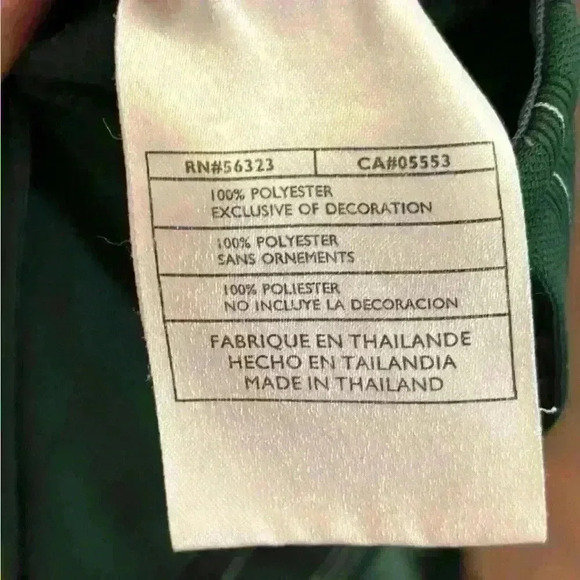 RN#56323 CA#05553
100% POLYESTER
EXCLUSIVE OF DECORATION
100% POLYESTER
SANS ORNEMENTS
100% POLIESTER
NO INCLUYE LA DECORACION
FABRIQUE EN THAILANDE
HECHO EN TAILANDIA
MADE IN THAILAND